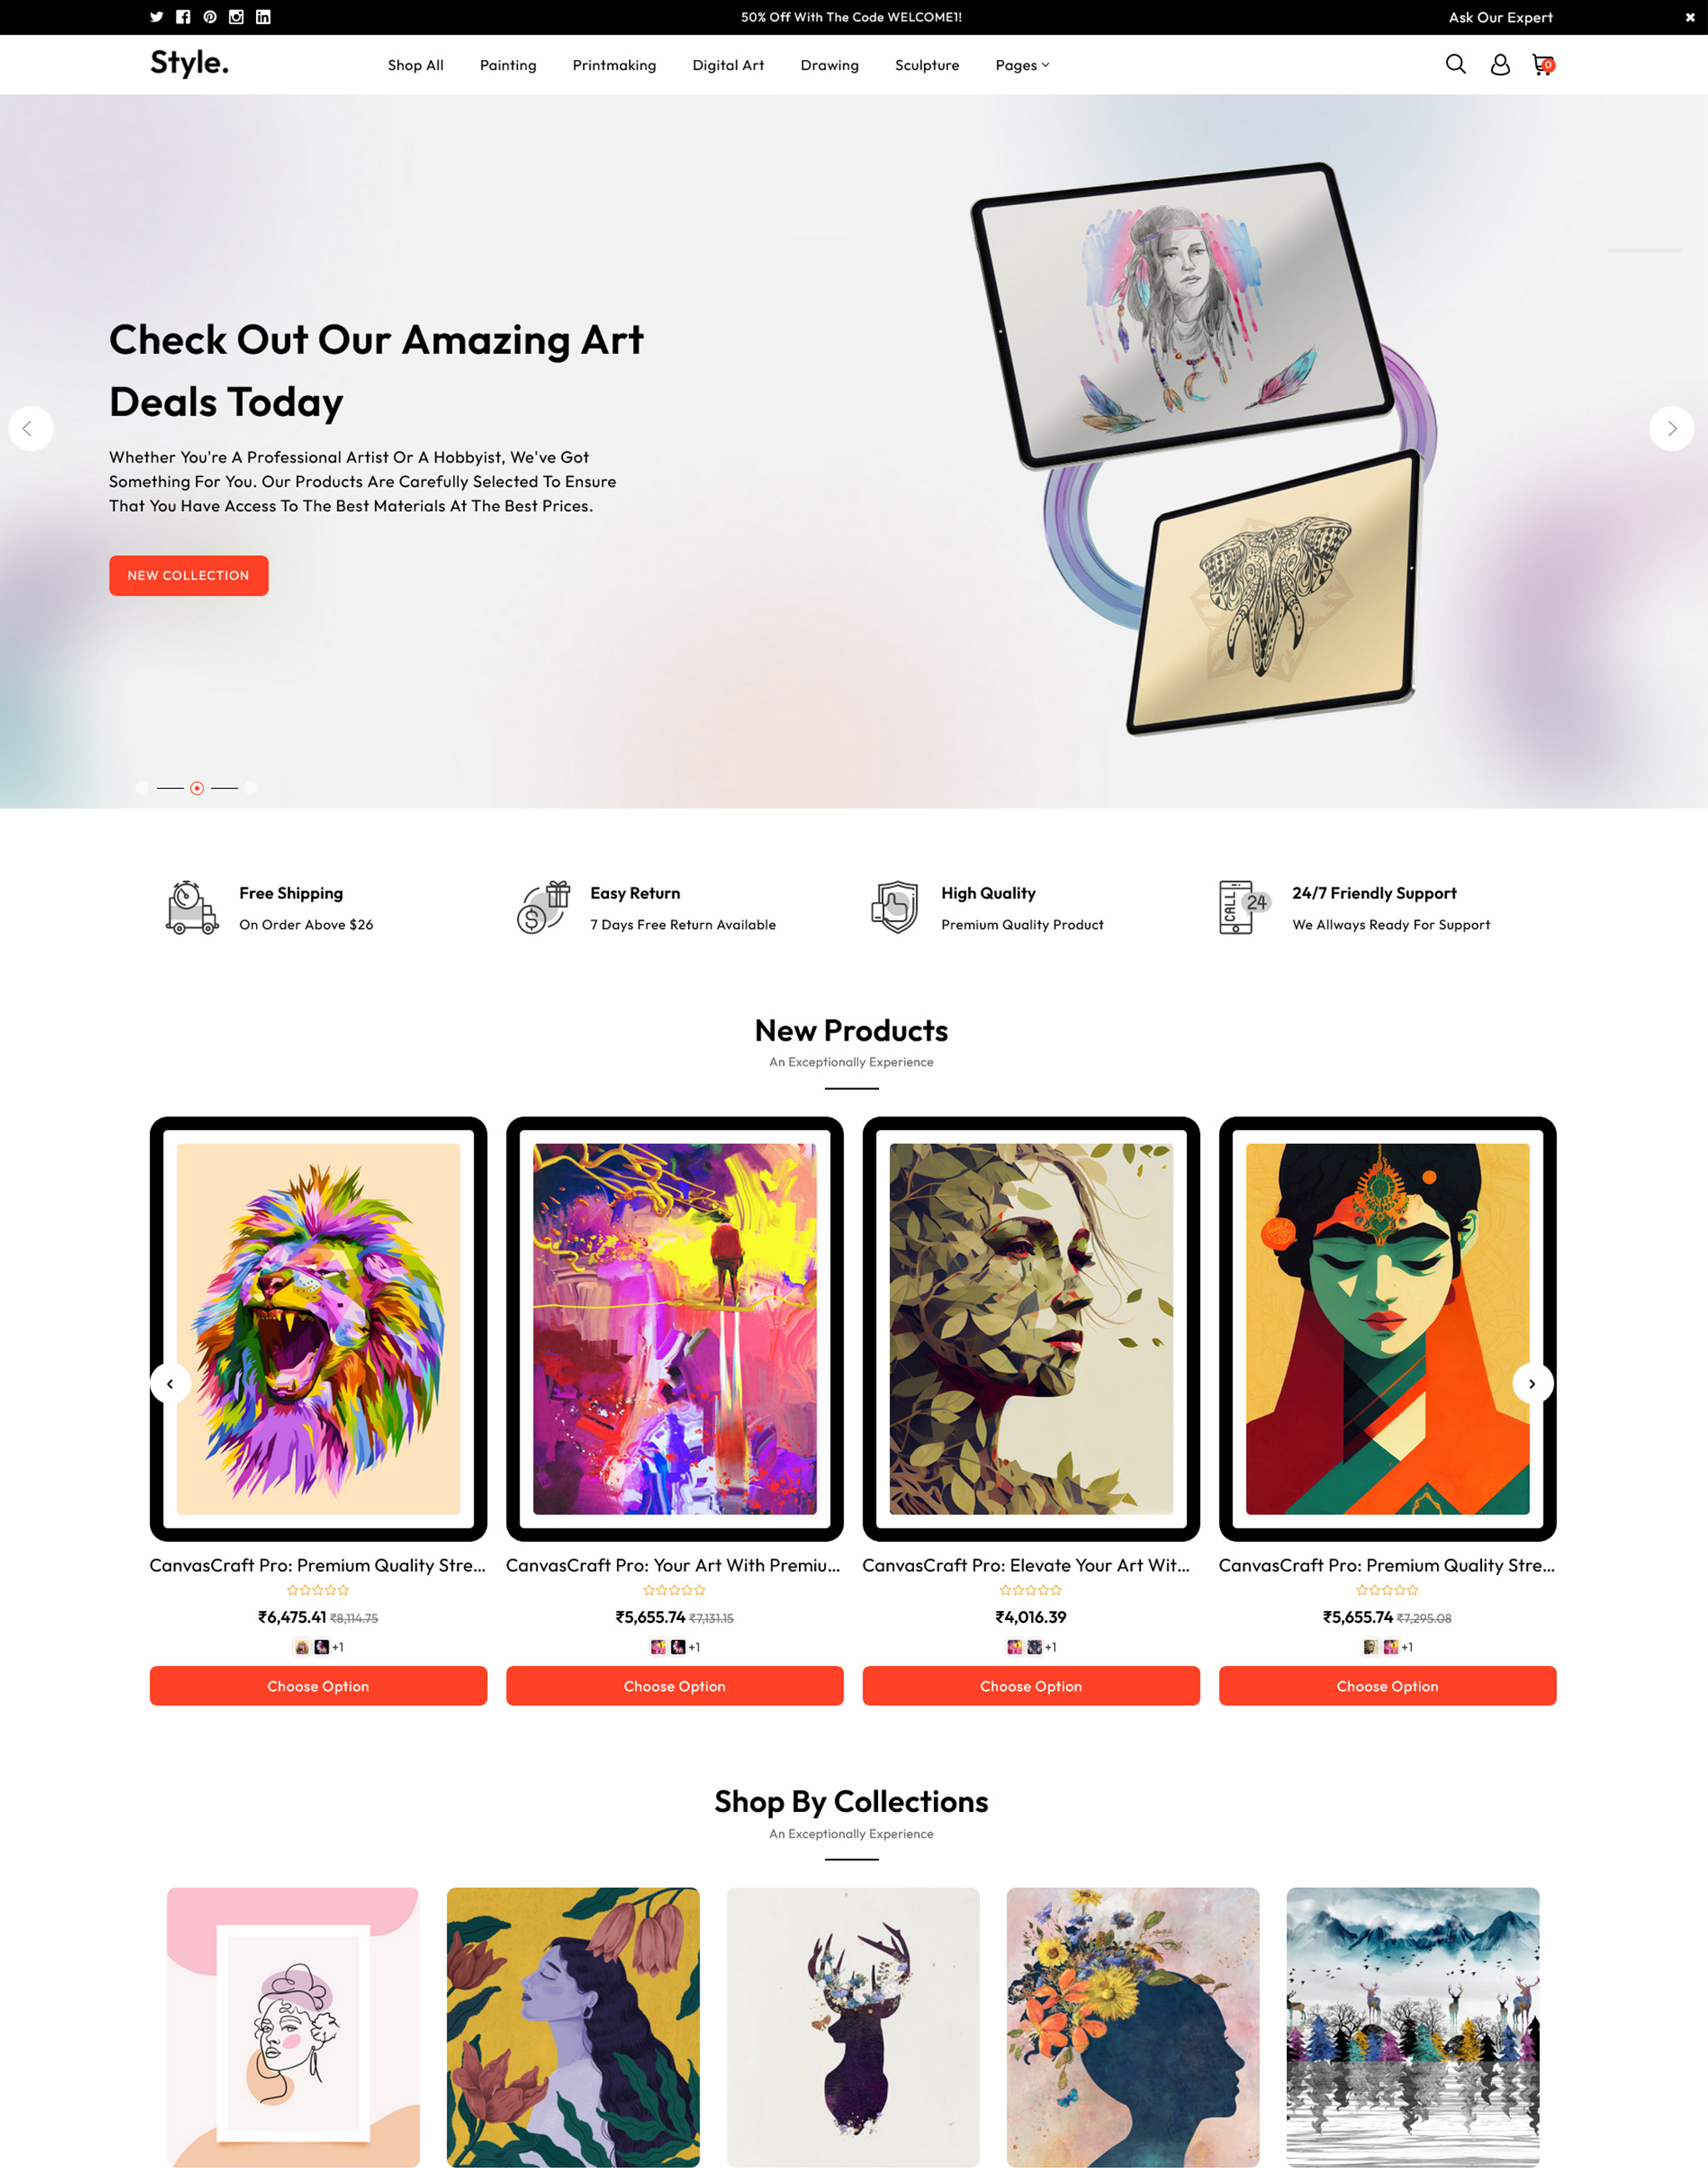 50% Off With The Code WELCOME1!
Ask Our Expert
Style.
Shop All
Painting
Printmaking
Digital Art
Drawing
Sculpture
Pages
0
Check Out Our Amazing Art
Deals Today
Whether You're A Professional Artist Or A Hobbyist, We've Got
Something For You. Our Products Are Carefully Selected To Ensure
That You Have Access To The Best Materials At The Best Prices.
NEW COLLECTION
Free Shipping
On Order Above $26
Easy Return
7 Days Free Return Available
High Quality
Premium Quality Product
CALL
24
24/7 Friendly Support
We Allways Ready For Support
New Products
An Exceptionally Experience
CanvasCraft Pro: Premium Quality Stre...
₹6,475.41 ₹8,114.75
+1
Choose Option
CanvasCraft Pro: Your Art With Premiu...
₹5,655.74 ₹7,131.15
+1
Choose Option
CanvasCraft Pro: Elevate Your Art Wit...
₹4,016.39
+1
Choose Option
CanvasCraft Pro: Premium Quality Stre...
₹5,655.74 ₹7,295.08
+1
Choose Option
Shop By Collections
An Exceptionally Experience